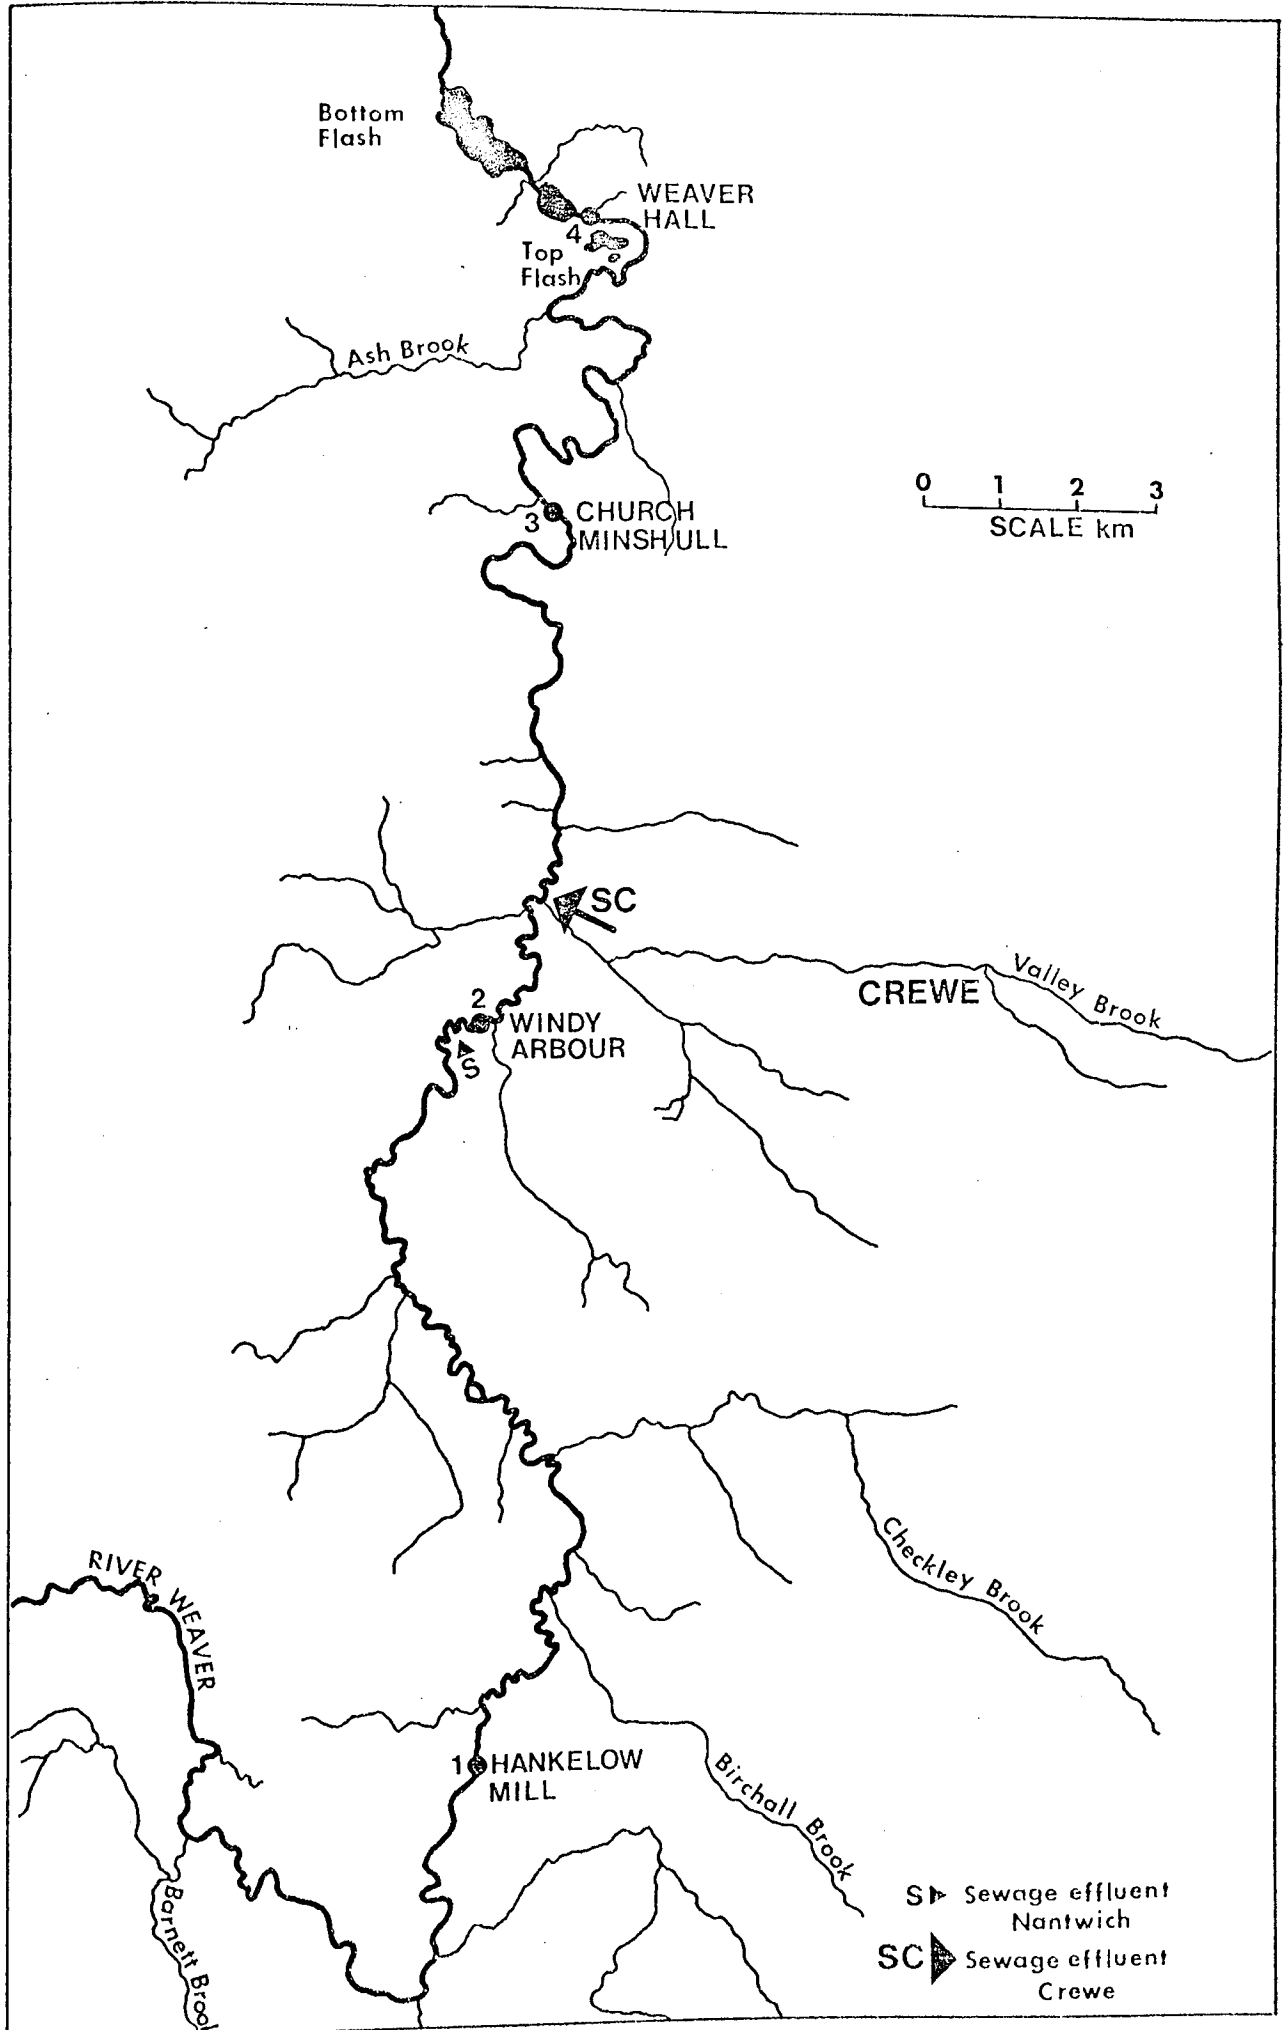 Bottom
Flash
WEAVER
HALL
4
Top
Flash
Ash Brook
0 1 2 3
SCALE km
3
CHURCH
MINSHULL
SC
Valley Brook
CREWE
2
WINDY
ARBOUR
S
Checkley Brook
RIVER WEAVER
1
HANKELOW
MILL
Birchall Brook
Barnett Brook
S Sewage effluent
Nantwich
SC Sewage effluent
Crewe